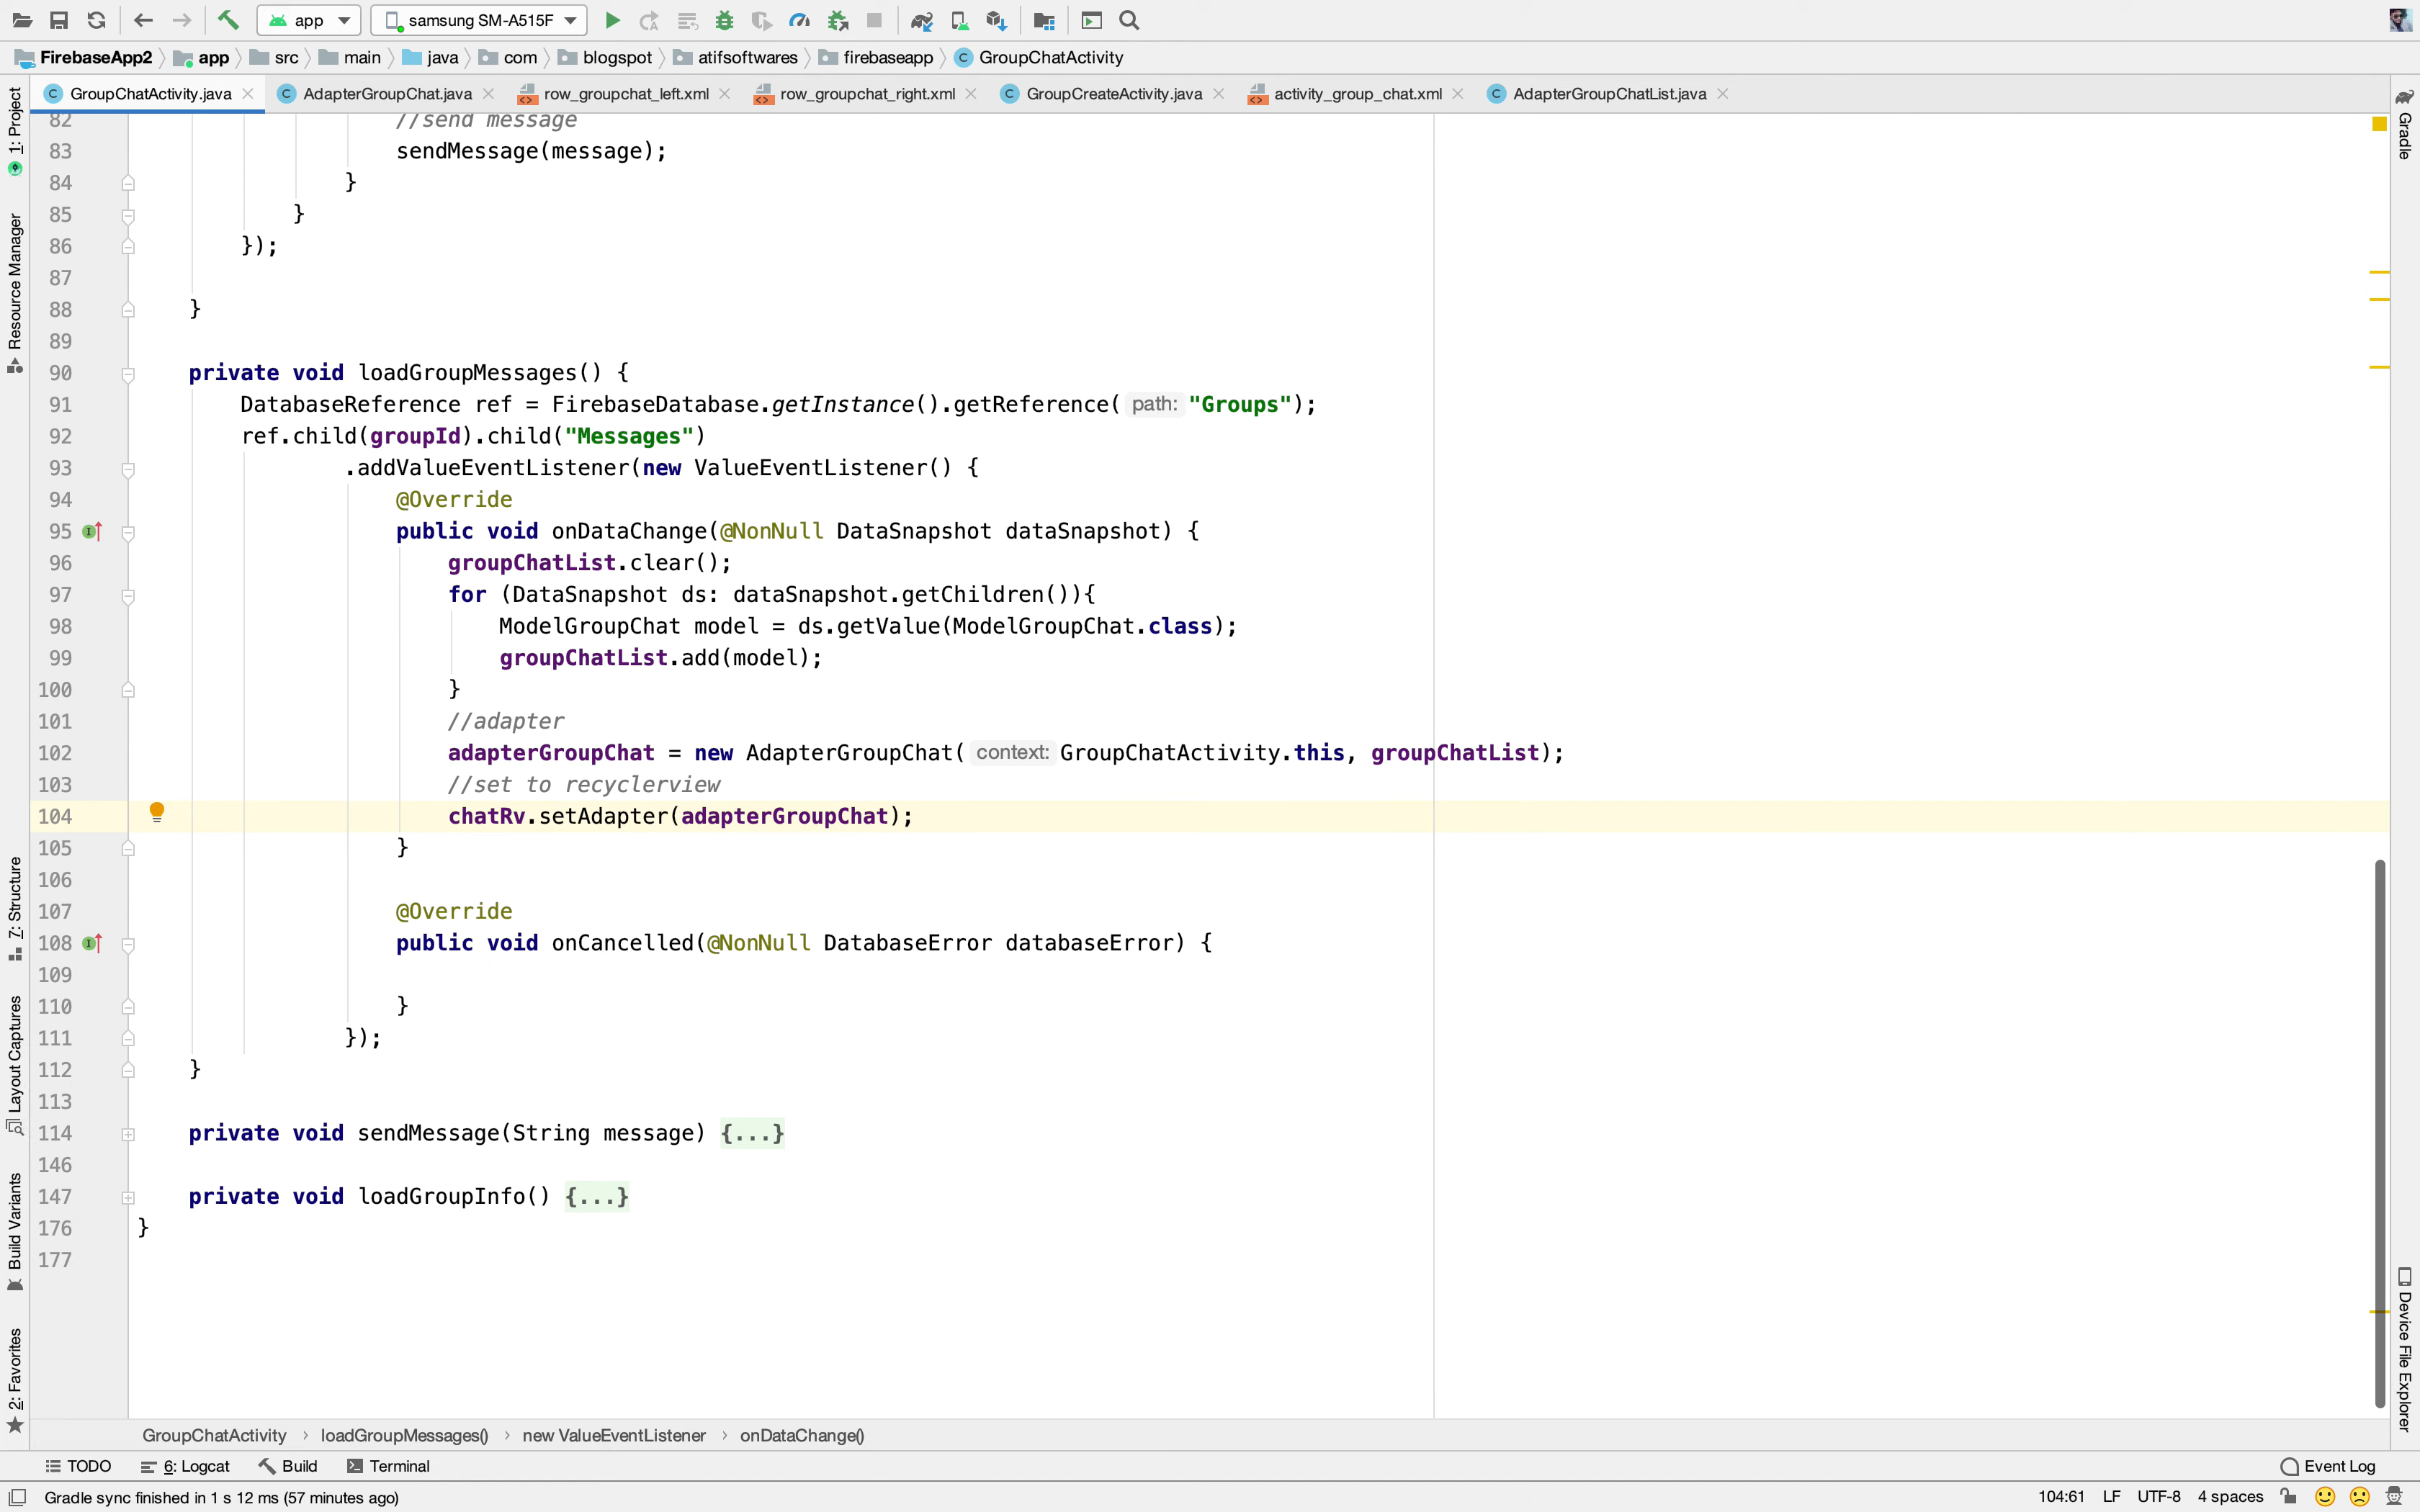 app samsung SM-A515F
FirebaseApp2 app src main java com blogspot atifsoftwares firebaseapp GroupChatActivity
GroupChatActivity.java AdapterGroupChat.java row_groupchat_left.xml row_groupchat_right.xml GroupCreateActivity.java activity_group_chat.xml AdapterGroupChatList.java
1: Project
Resource Manager
7: Structure
Layout Captures
Build Variants
2: Favorites
82 //send message
83 sendMessage(message);
84 }
85 }
86 });
87
88 }
89
90 private void loadGroupMessages() {
91 DatabaseReference ref = FirebaseDatabase.getInstance().getReference( path: "Groups");
92 ref.child(groupId).child("Messages")
93 .addValueEventListener(new ValueEventListener() {
94 @Override
95 public void onDataChange(@NonNull DataSnapshot dataSnapshot) {
96 groupChatList.clear();
97 for (DataSnapshot ds: dataSnapshot.getChildren()){
98 ModelGroupChat model = ds.getValue(ModelGroupChat.class);
99 groupChatList.add(model);
100 }
101 //adapter
102 adapterGroupChat = new AdapterGroupChat( context: GroupChatActivity.this, groupChatList);
103 //set to recyclerview
104 chatRv.setAdapter(adapterGroupChat);
105 }
106
107 @Override
108 public void onCancelled(@NonNull DatabaseError databaseError) {
109
110 }
111 });
112 }
113
114 private void sendMessage(String message) {...}
146
147 private void loadGroupInfo() {...}
176 }
177
Gradle
Device File Explorer
GroupChatActivity › loadGroupMessages() › new ValueEventListener › onDataChange()
TODO 6: Logcat Build Terminal Event Log
Gradle sync finished in 1 s 12 ms (57 minutes ago) 104:61 LF UTF-8 4 spaces